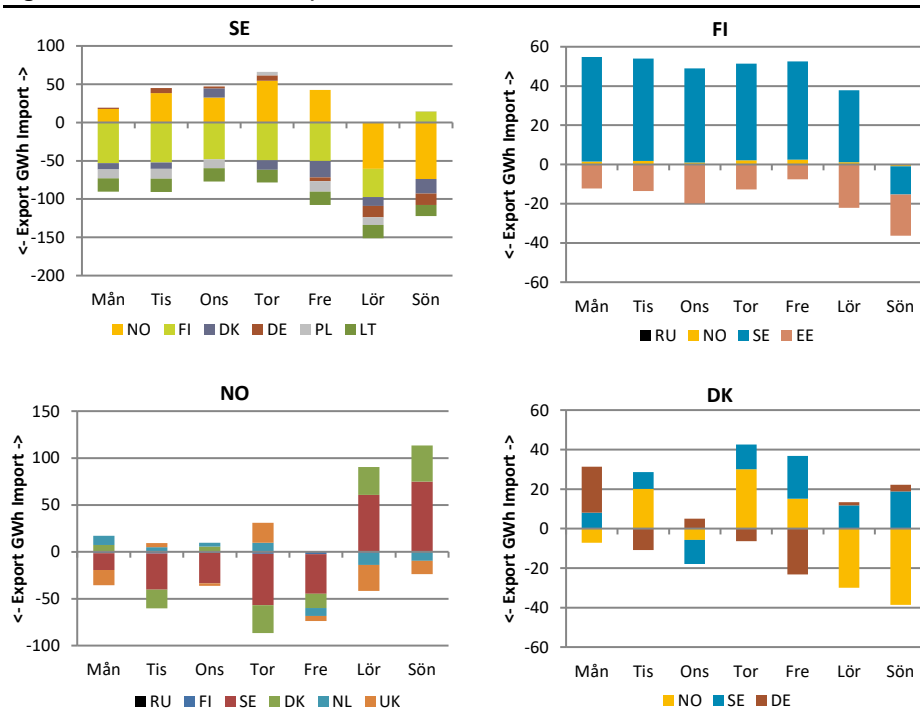 SE
<- Export GWh Import ->
100
50
0
-50
-100
-150
-200
Mån Tis Ons Tor Fre Lör Sön
NO FI DK DE PL LT
FI
<- Export GWh Import ->
60
40
20
0
-20
-40
-60
Mån Tis Ons Tor Fre Lör Sön
RU NO SE EE
NO
<- Export GWh Import ->
150
100
50
0
-50
-100
Mån Tis Ons Tor Fre Lör Sön
RU FI SE DK NL UK
DK
<- Export GWh Import ->
60
40
20
0
-20
-40
-60
Mån Tis Ons Tor Fre Lör Sön
NO SE DE